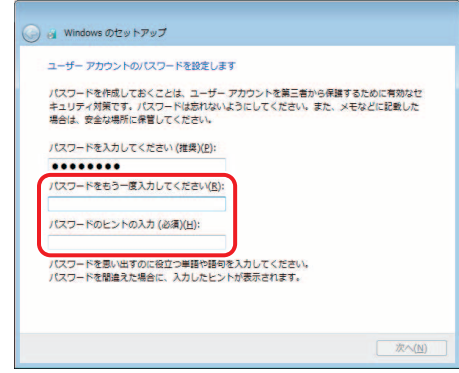 Windows のセットアップ
ユーザー アカウントのパスワードを設定します
パスワードを作成しておくことは、ユーザー アカウントを第三者から保護するために有効なセ
キュリティ対策です。パスワードは忘れないようにしてください。また、メモなどに記載した
場合は、安全な場所に保管してください。
パスワードを入力してください (推奨)(P):
●●●●●●●●
パスワードをもう一度入力してください(R):
パスワードのヒントの入力 (必須)(H):
パスワードを思い出すのに役立つ単語や語句を入力してください。
パスワードを間違えた場合に、入力したヒントが表示されます。
次へ(N)